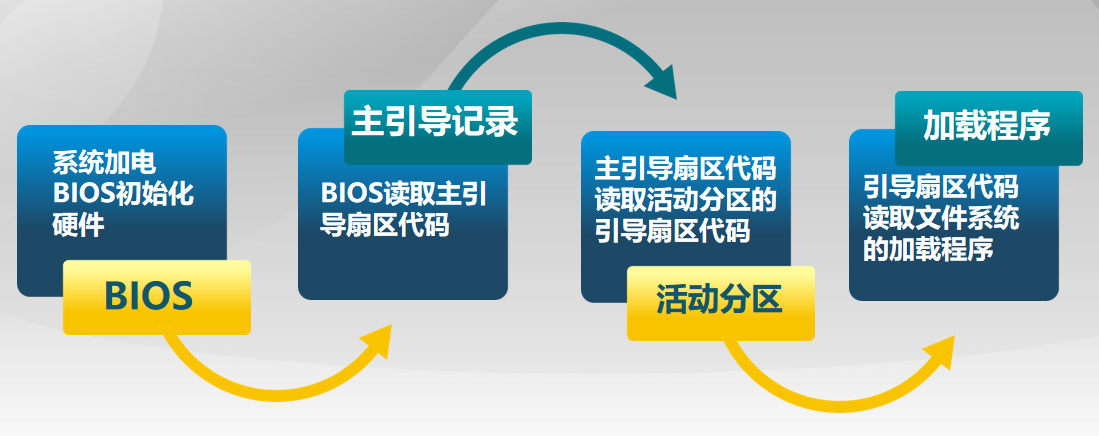 系统加电
BIOS初始化
硬件
BIOS
主引导记录
BIOS读取主引
导扇区代码
主引导扇区代码
读取活动分区的
引导扇区代码
活动分区
加载程序
引导扇区代码
读取文件系统
的加载程序